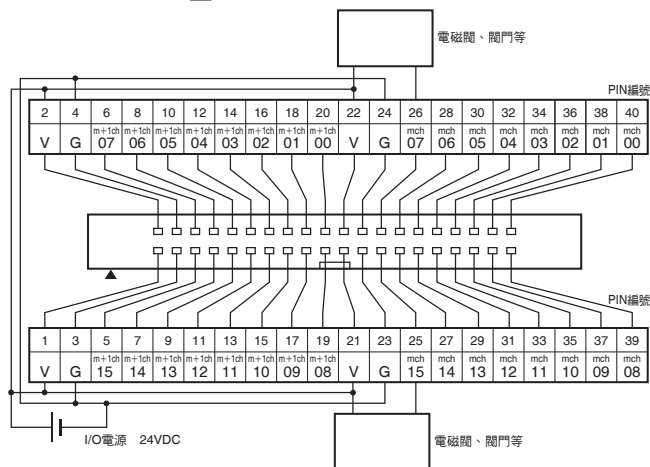 電磁閥、閥門等
PIN編號
2 4 6 8 10 12 14 16 18 20 22 24 26 28 30 32 34 36 38 40
V G m+1ch 07 m+1ch 06 m+1ch 05 m+1ch 04 m+1ch 03 m+1ch 02 m+1ch 01 m+1ch 00 V G mch 07 mch 06 mch 05 mch 04 mch 03 mch 02 mch 01 mch 00
PIN編號
1 3 5 7 9 11 13 15 17 19 21 23 25 27 29 31 33 35 37 39
V G m+1ch 15 m+1ch 14 m+1ch 13 m+1ch 12 m+1ch 11 m+1ch 10 m+1ch 09 m+1ch 08 V G mch 15 mch 14 mch 13 mch 12 mch 11 mch 10 mch 09 mch 08
I/O電源 24VDC
電磁閥、閥門等